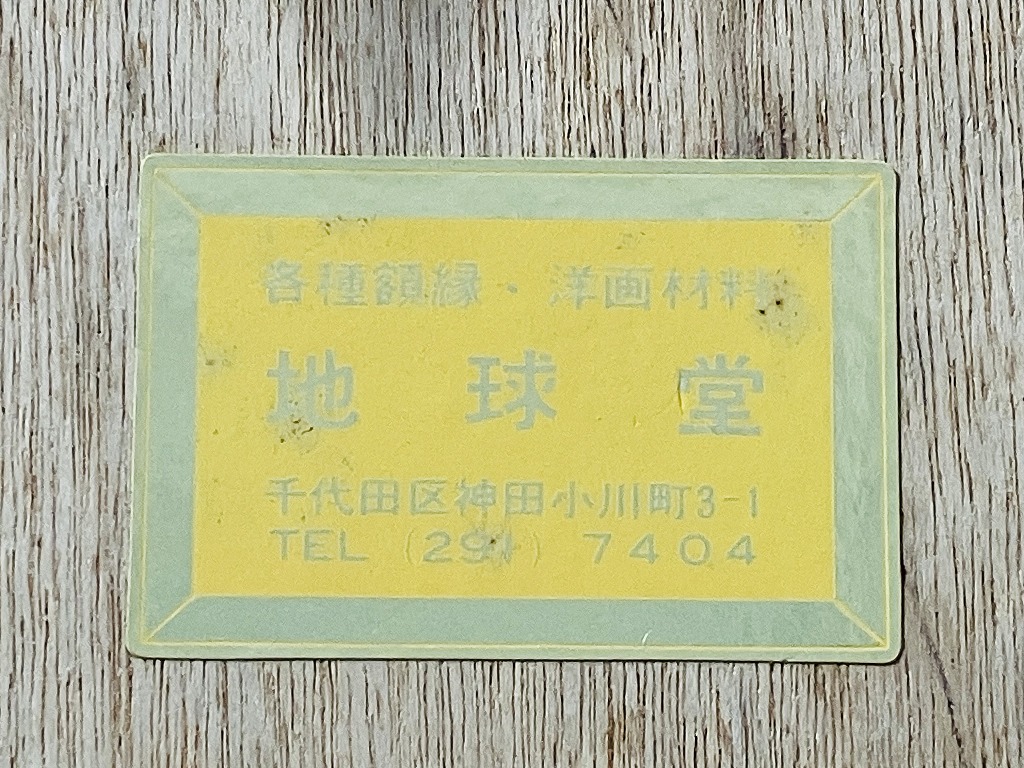 各種額縁・洋画材料
地球堂
千代田区神田小川町3-1
TEL (291) 7404